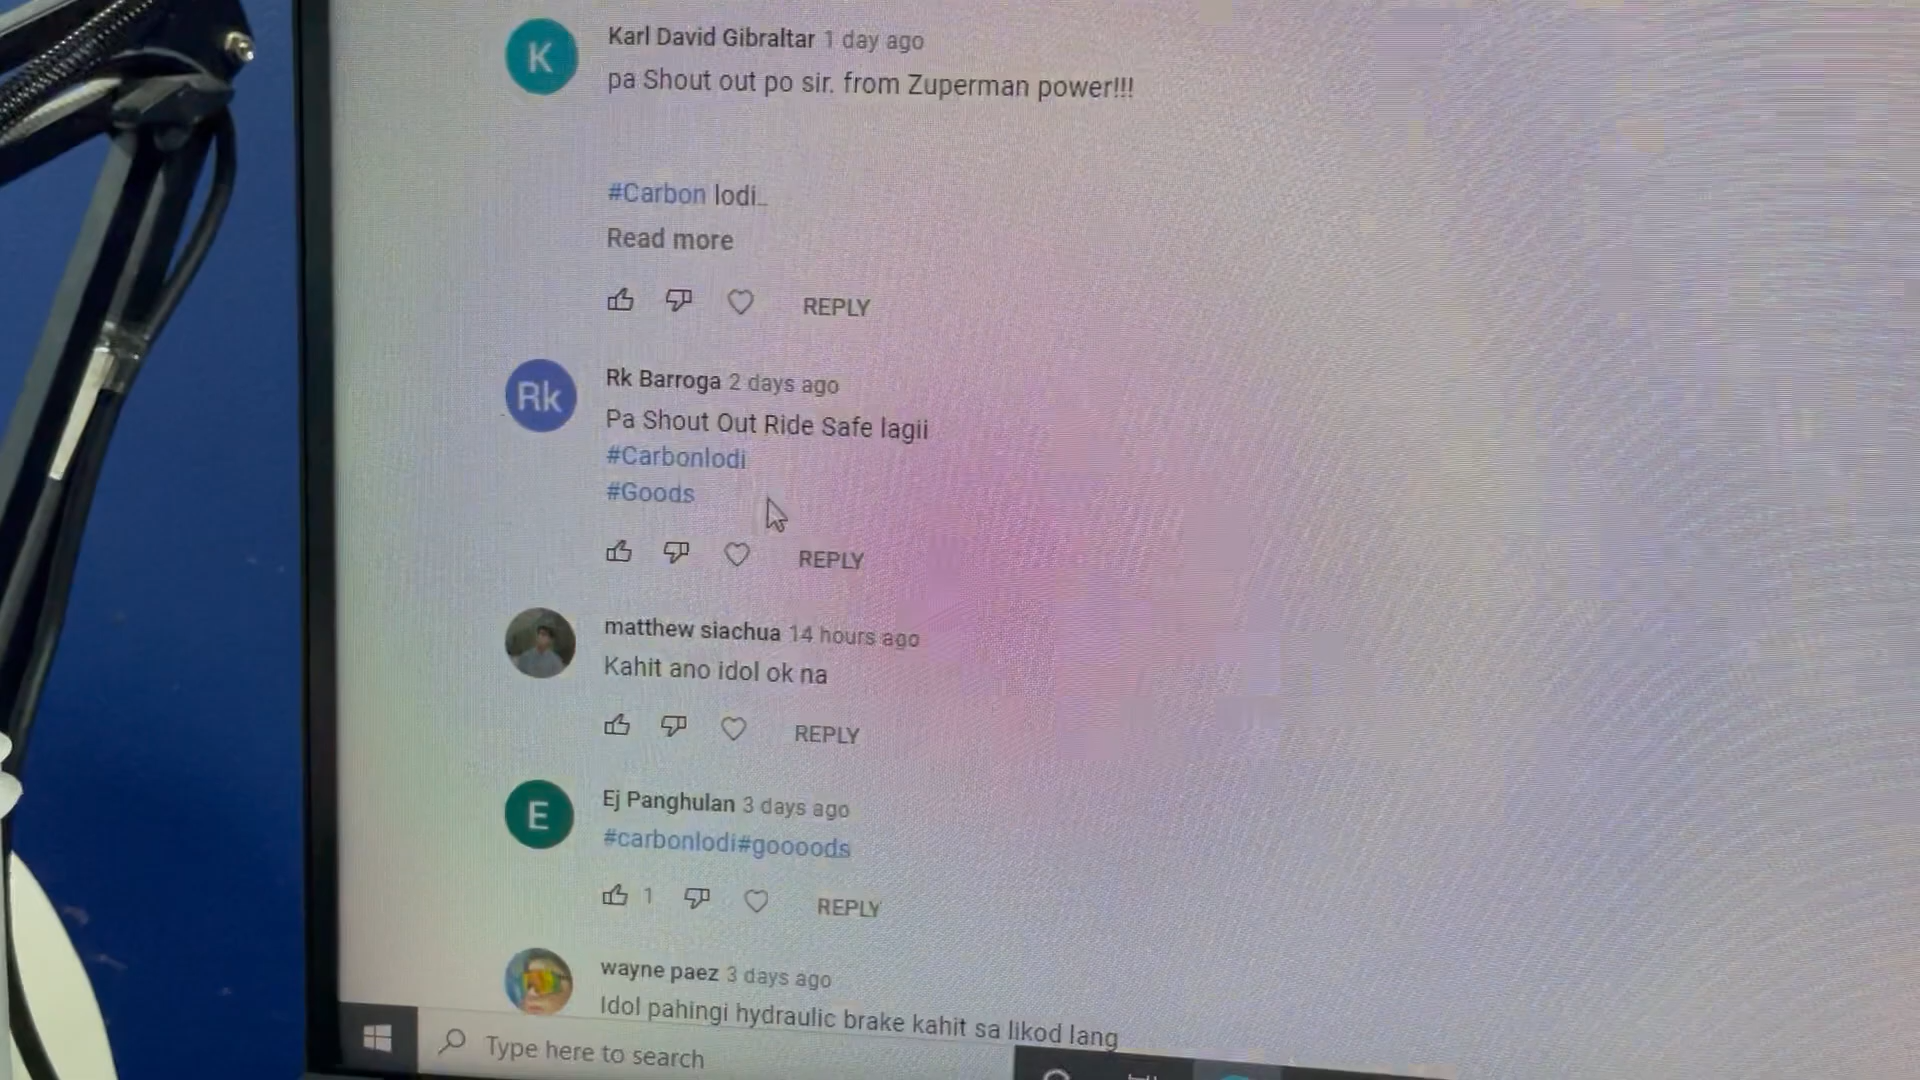 K
Karl David Gibraltar 1 day ago
pa Shout out po sir. from Zuperman power!!!
#Carbon lodi..
Read more
REPLY
Rk
Rk Barroga 2 days ago
Pa Shout Out Ride Safe lagii
#Carbonlodi
#Goods
REPLY
matthew siachua 14 hours ago
Kahit ano idol ok na
REPLY
E
Ej Panghulan 3 days ago
#carbonlodi#goooods
1
REPLY
wayne paez 3 days ago
Idol pahingi hydraulic brake kahit sa likod lang
Type here to search